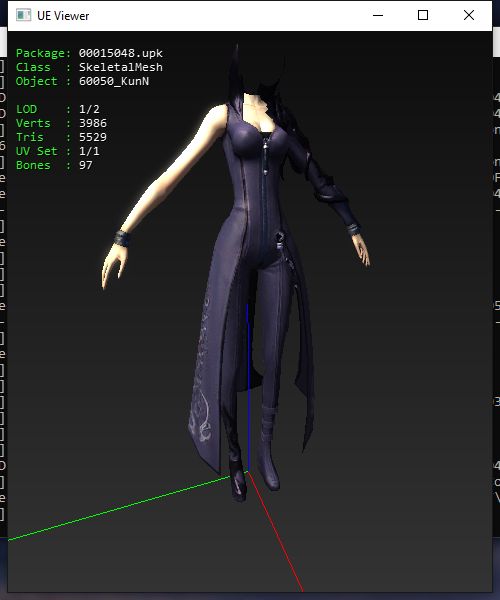 UE Viewer
Package: 00015048.upk
Class  : SkeletalMesh
Object : 60050_KunN
LOD    : 1/2
Verts  : 3986
Tris   : 5529
UV Set : 1/1
Bones  : 97